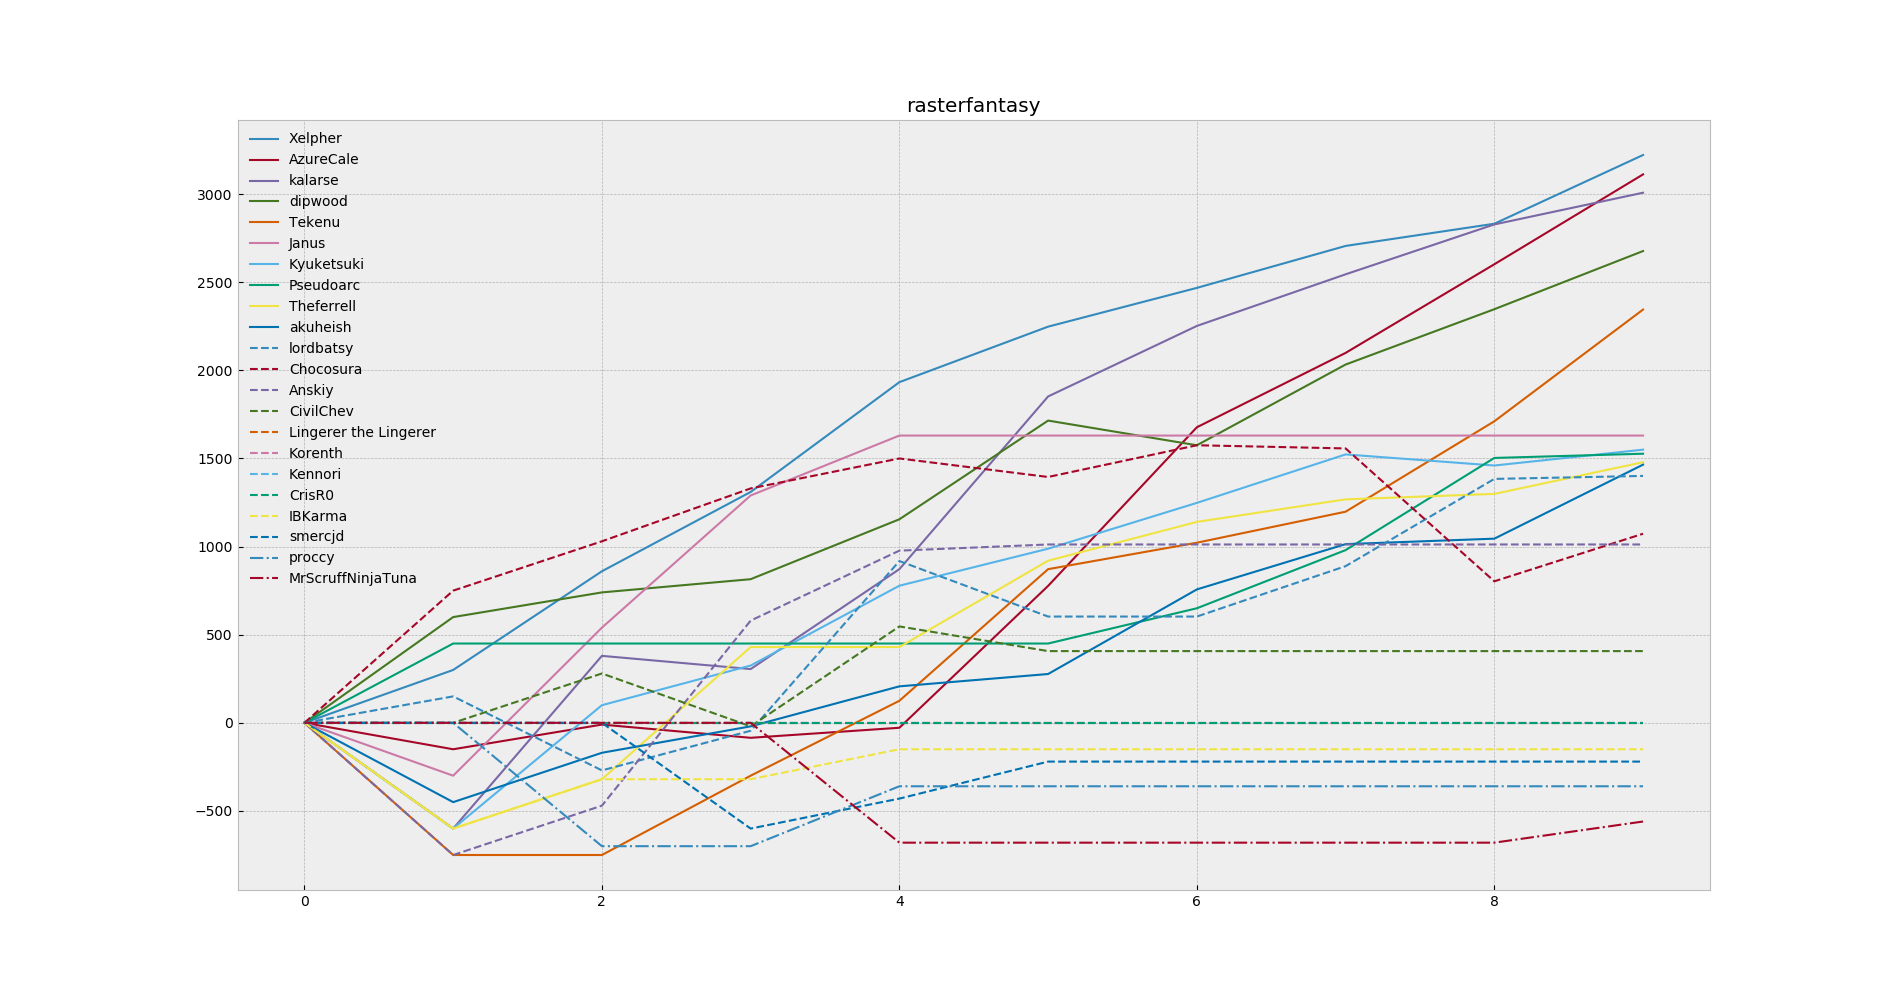 rasterfantasy
Xelpher
AzureCale
kalarse
dipwood
Tekenu
Janus
Kyuketsuki
Pseudoarc
Theferrell
akuheish
lordbatsy
Chocosura
Anskiy
CivilChev
Lingerer the Lingerer
Korenth
Kennori
CrisR0
IBKarma
smercjd
proccy
MrScruffNinjaTuna
3000
2500
2000
1500
1000
500
0
−500
0 2 4 6 8